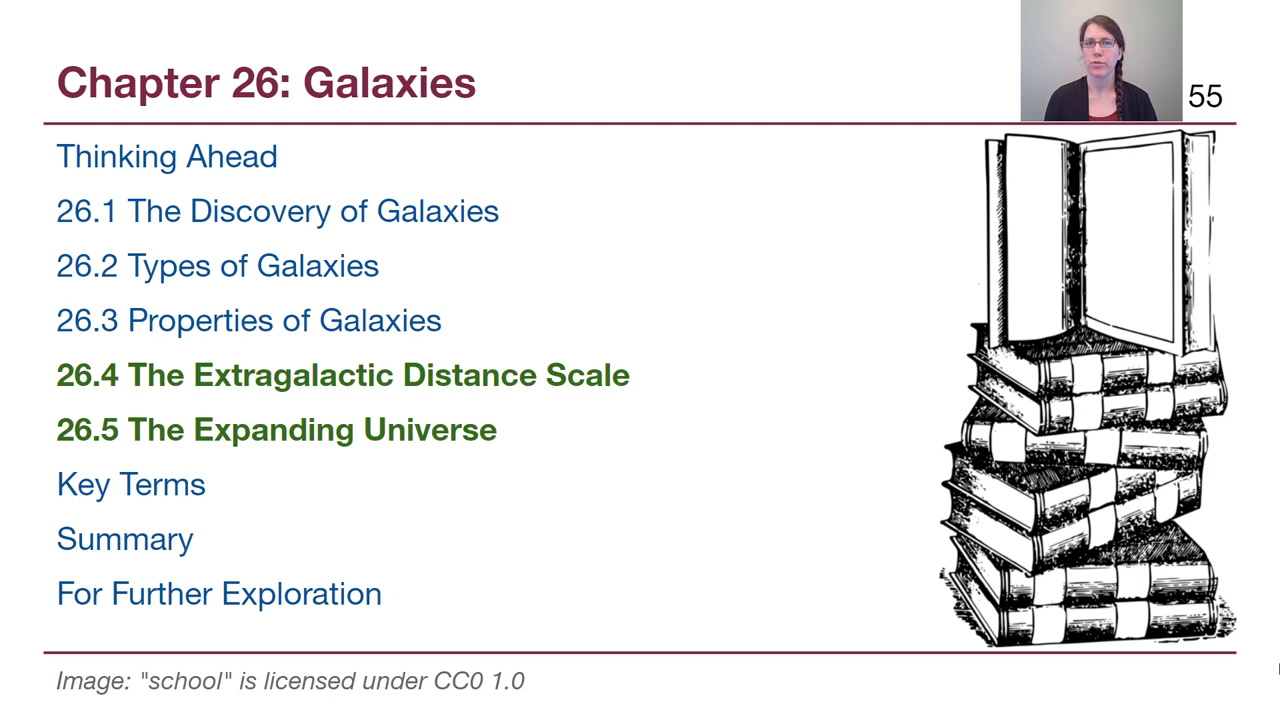 Chapter 26: Galaxies
55
Thinking Ahead
26.1 The Discovery of Galaxies
26.2 Types of Galaxies
26.3 Properties of Galaxies
26.4 The Extragalactic Distance Scale
26.5 The Expanding Universe
Key Terms
Summary
For Further Exploration
Image: "school" is licensed under CC0 1.0